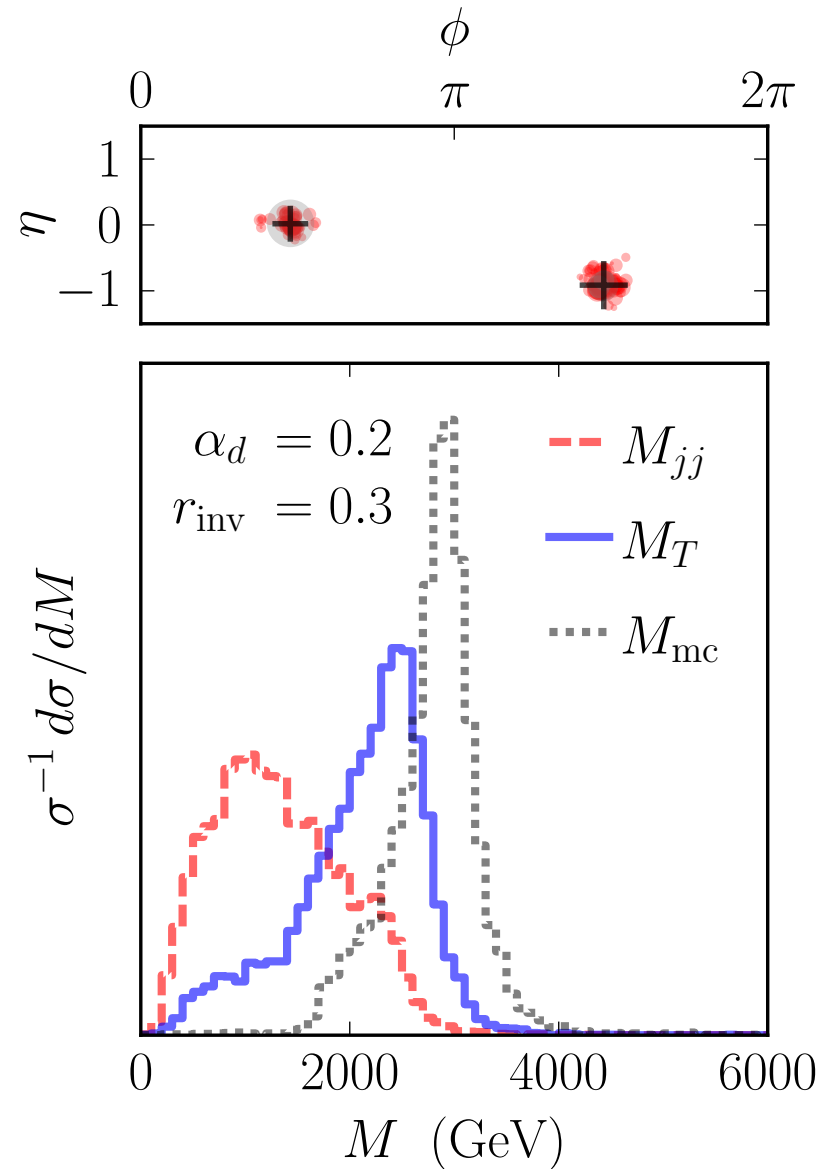 ϕ
0 π 2π
1
0
−1
η
α_d = 0.2
r_inv = 0.3
M_jj
M_T
M_mc
σ⁻¹ dσ/dM
0 2000 4000 6000
M (GeV)